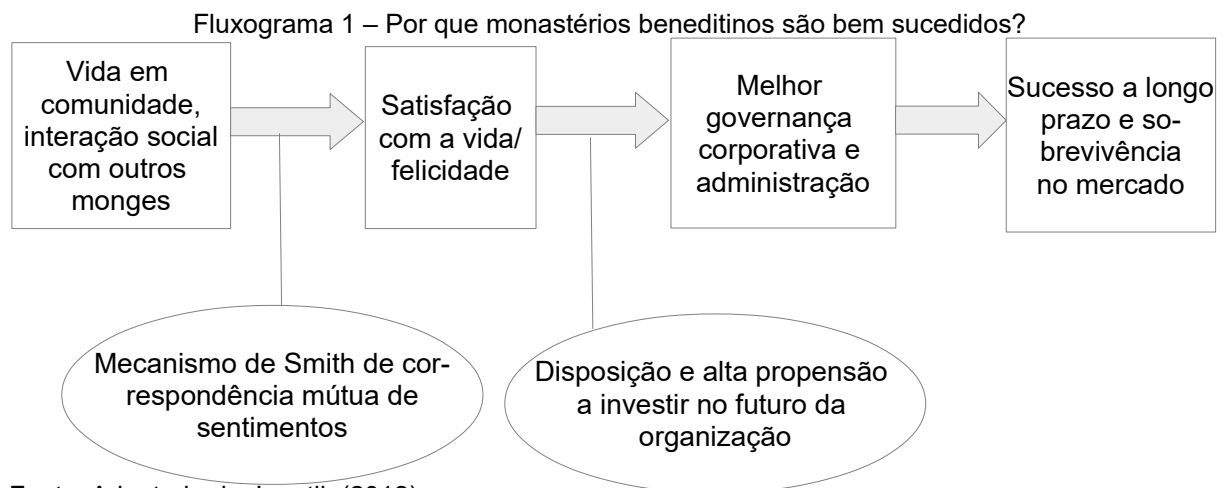 Fluxograma 1 – Por que monastérios beneditinos são bem sucedidos?
Vida em
comunidade,
interação social
com outros
monges
Satisfação
com a vida/
felicidade
Melhor
governança
corporativa e
administração
Sucesso a longo
prazo e so-
brevivência
no mercado
Mecanismo de Smith de cor-
respondência mútua de
sentimentos
Disposição e alta propensão
a investir no futuro da
organização